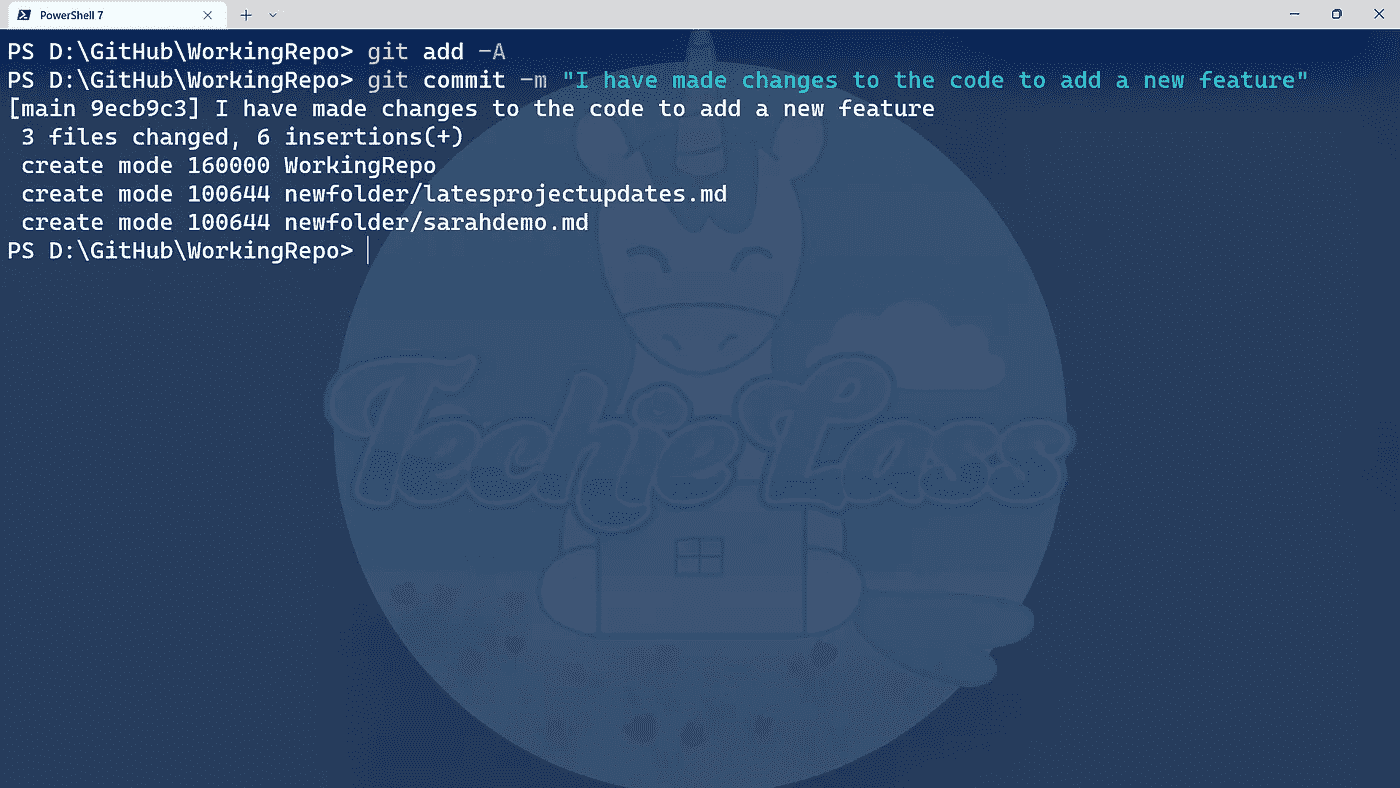 PowerShell 7
PS D:\GitHub\WorkingRepo> git add -A
PS D:\GitHub\WorkingRepo> git commit -m "I have made changes to the code to add a new feature"
[main 9ecb9c3] I have made changes to the code to add a new feature
 3 files changed, 6 insertions(+)
 create mode 160000 WorkingRepo
 create mode 100644 newfolder/latesprojectupdates.md
 create mode 100644 newfolder/sarahdemo.md
PS D:\GitHub\WorkingRepo>
Techie Lass